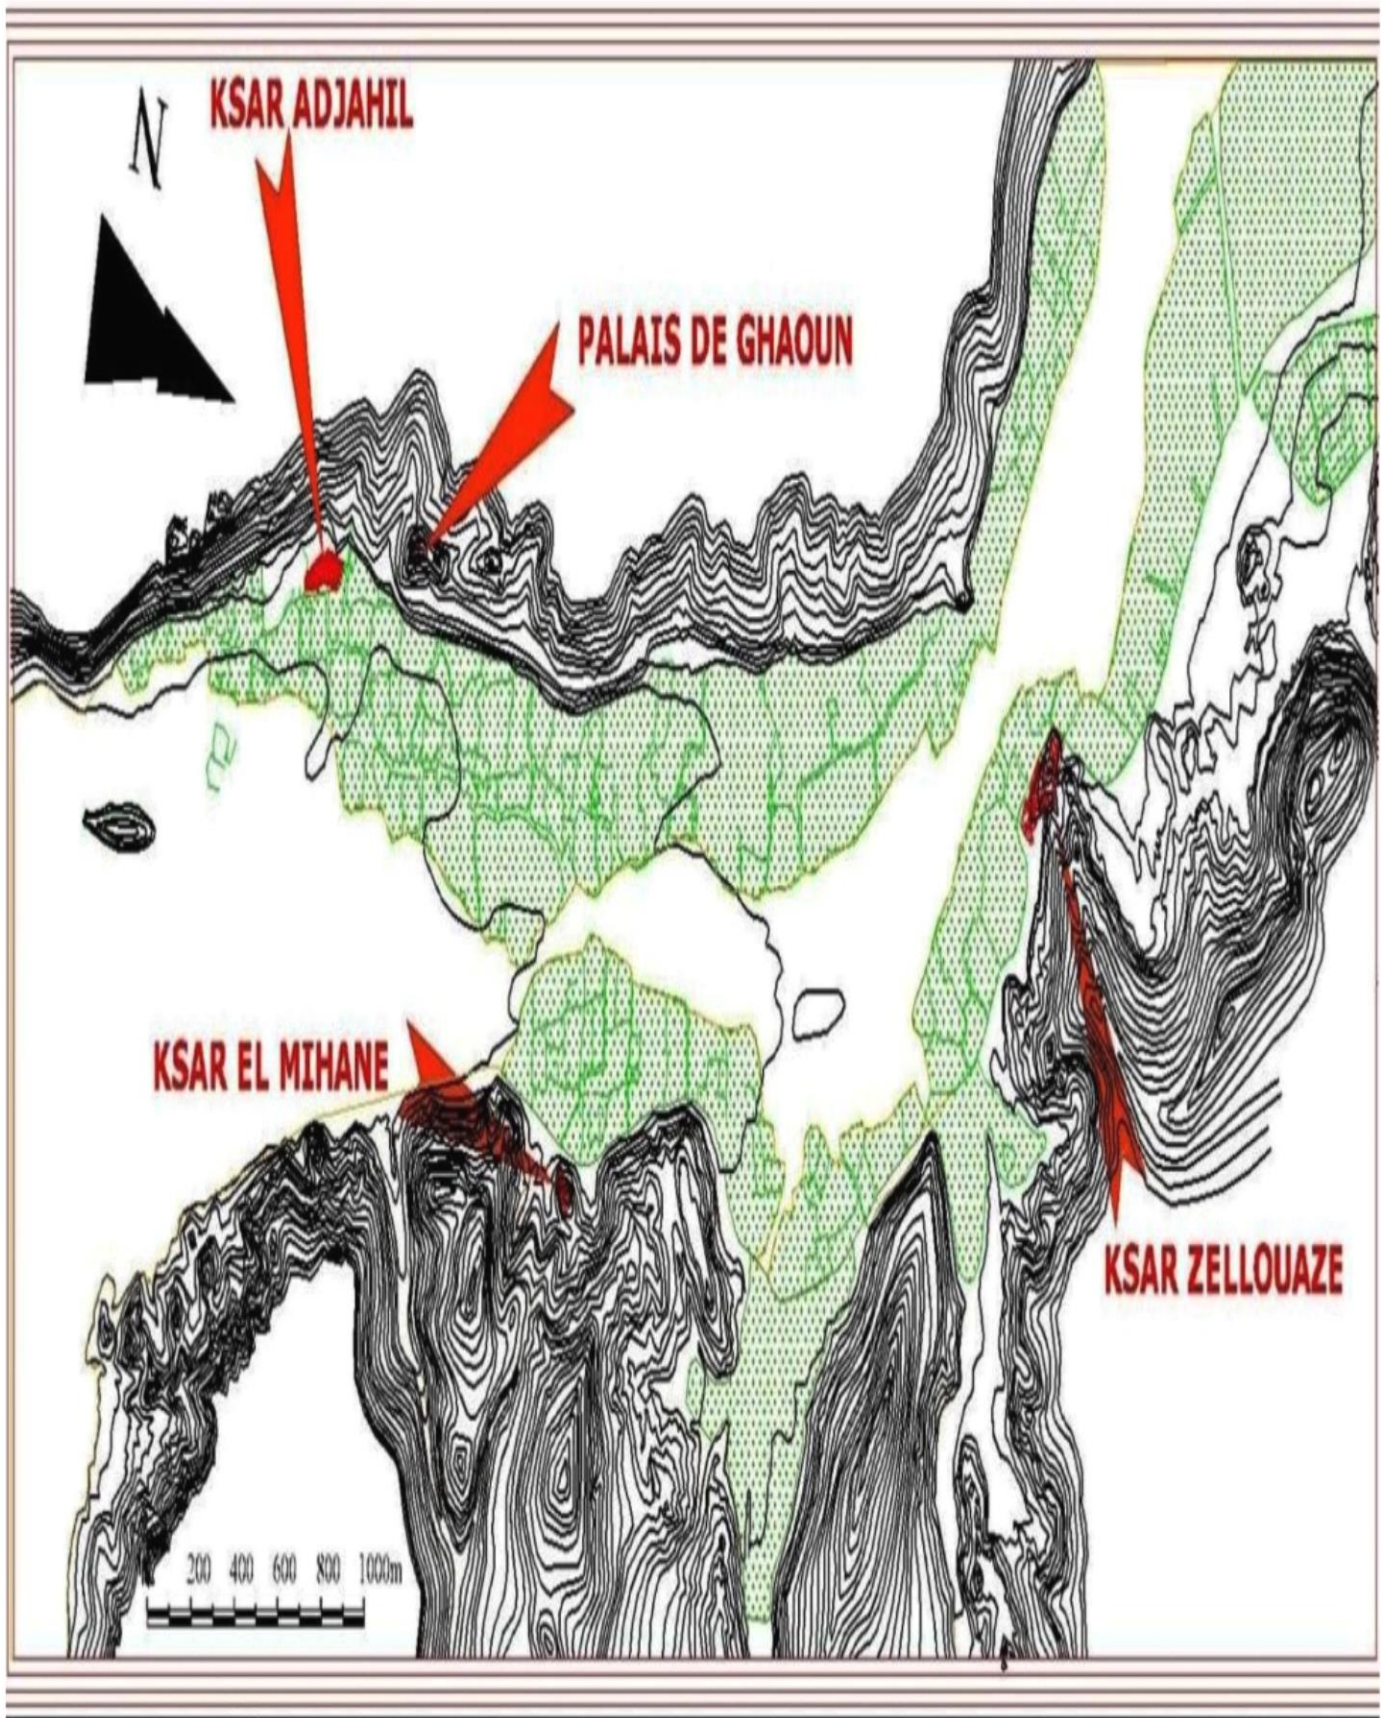 N
KSAR ADJAHIL
PALAIS DE GHAOUN
KSAR EL MIHANE
KSAR ZELLOUAZE
200 400 600 800 1000m